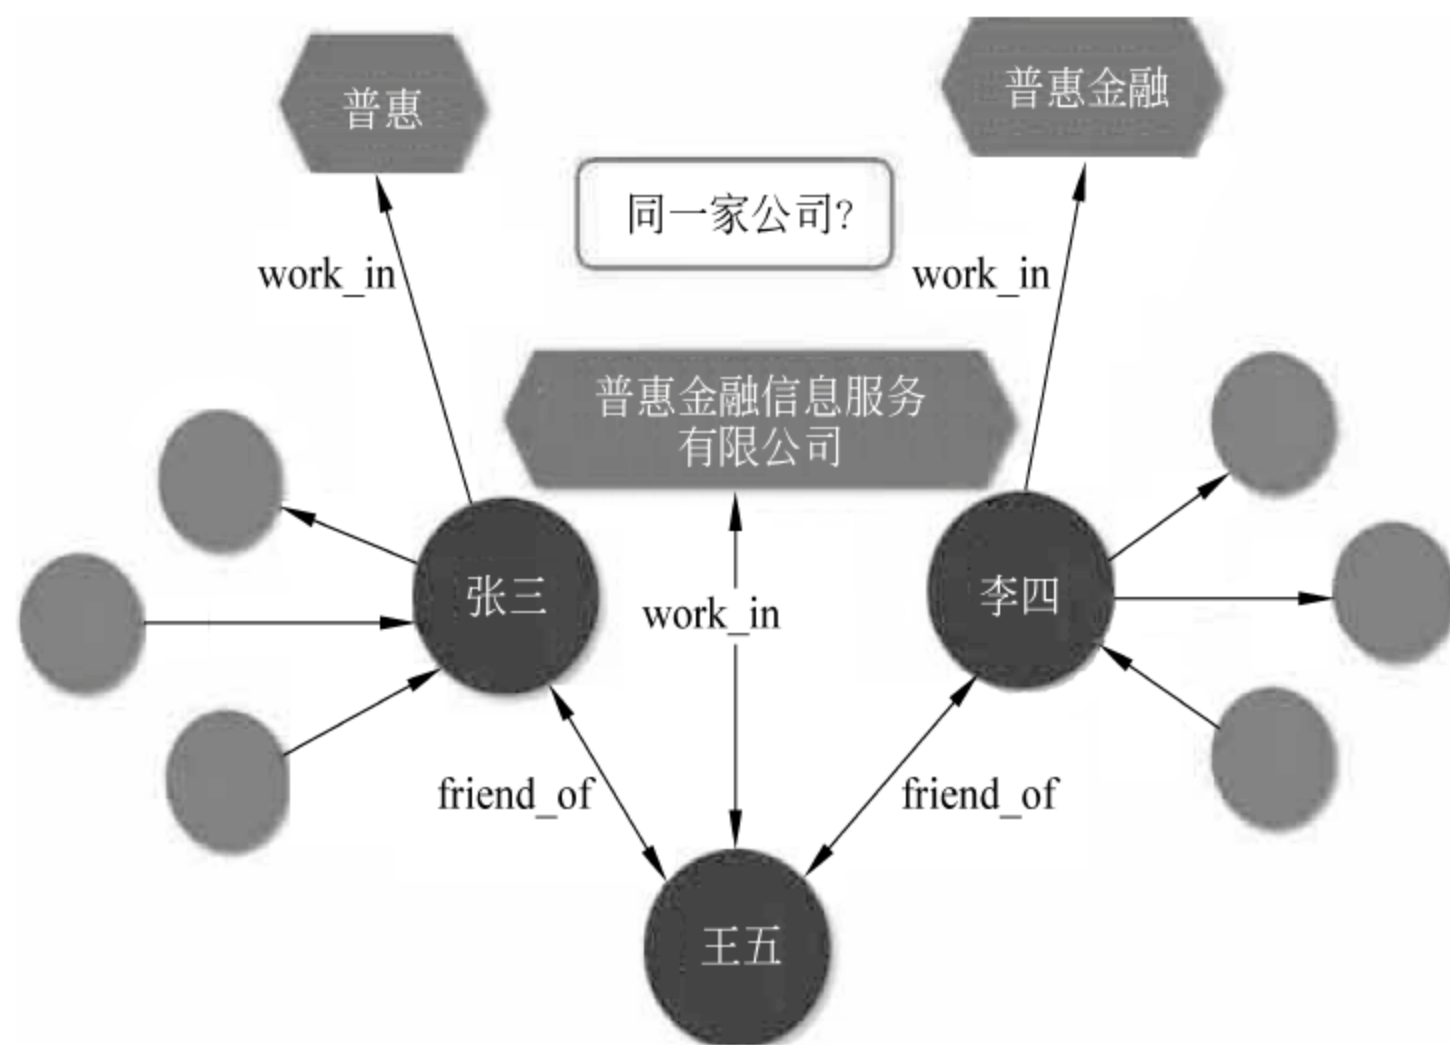 普惠
普惠金融
同一家公司?
work_in
work_in
普惠金融信息服务
有限公司
张三
李四
work_in
friend_of
friend_of
王五